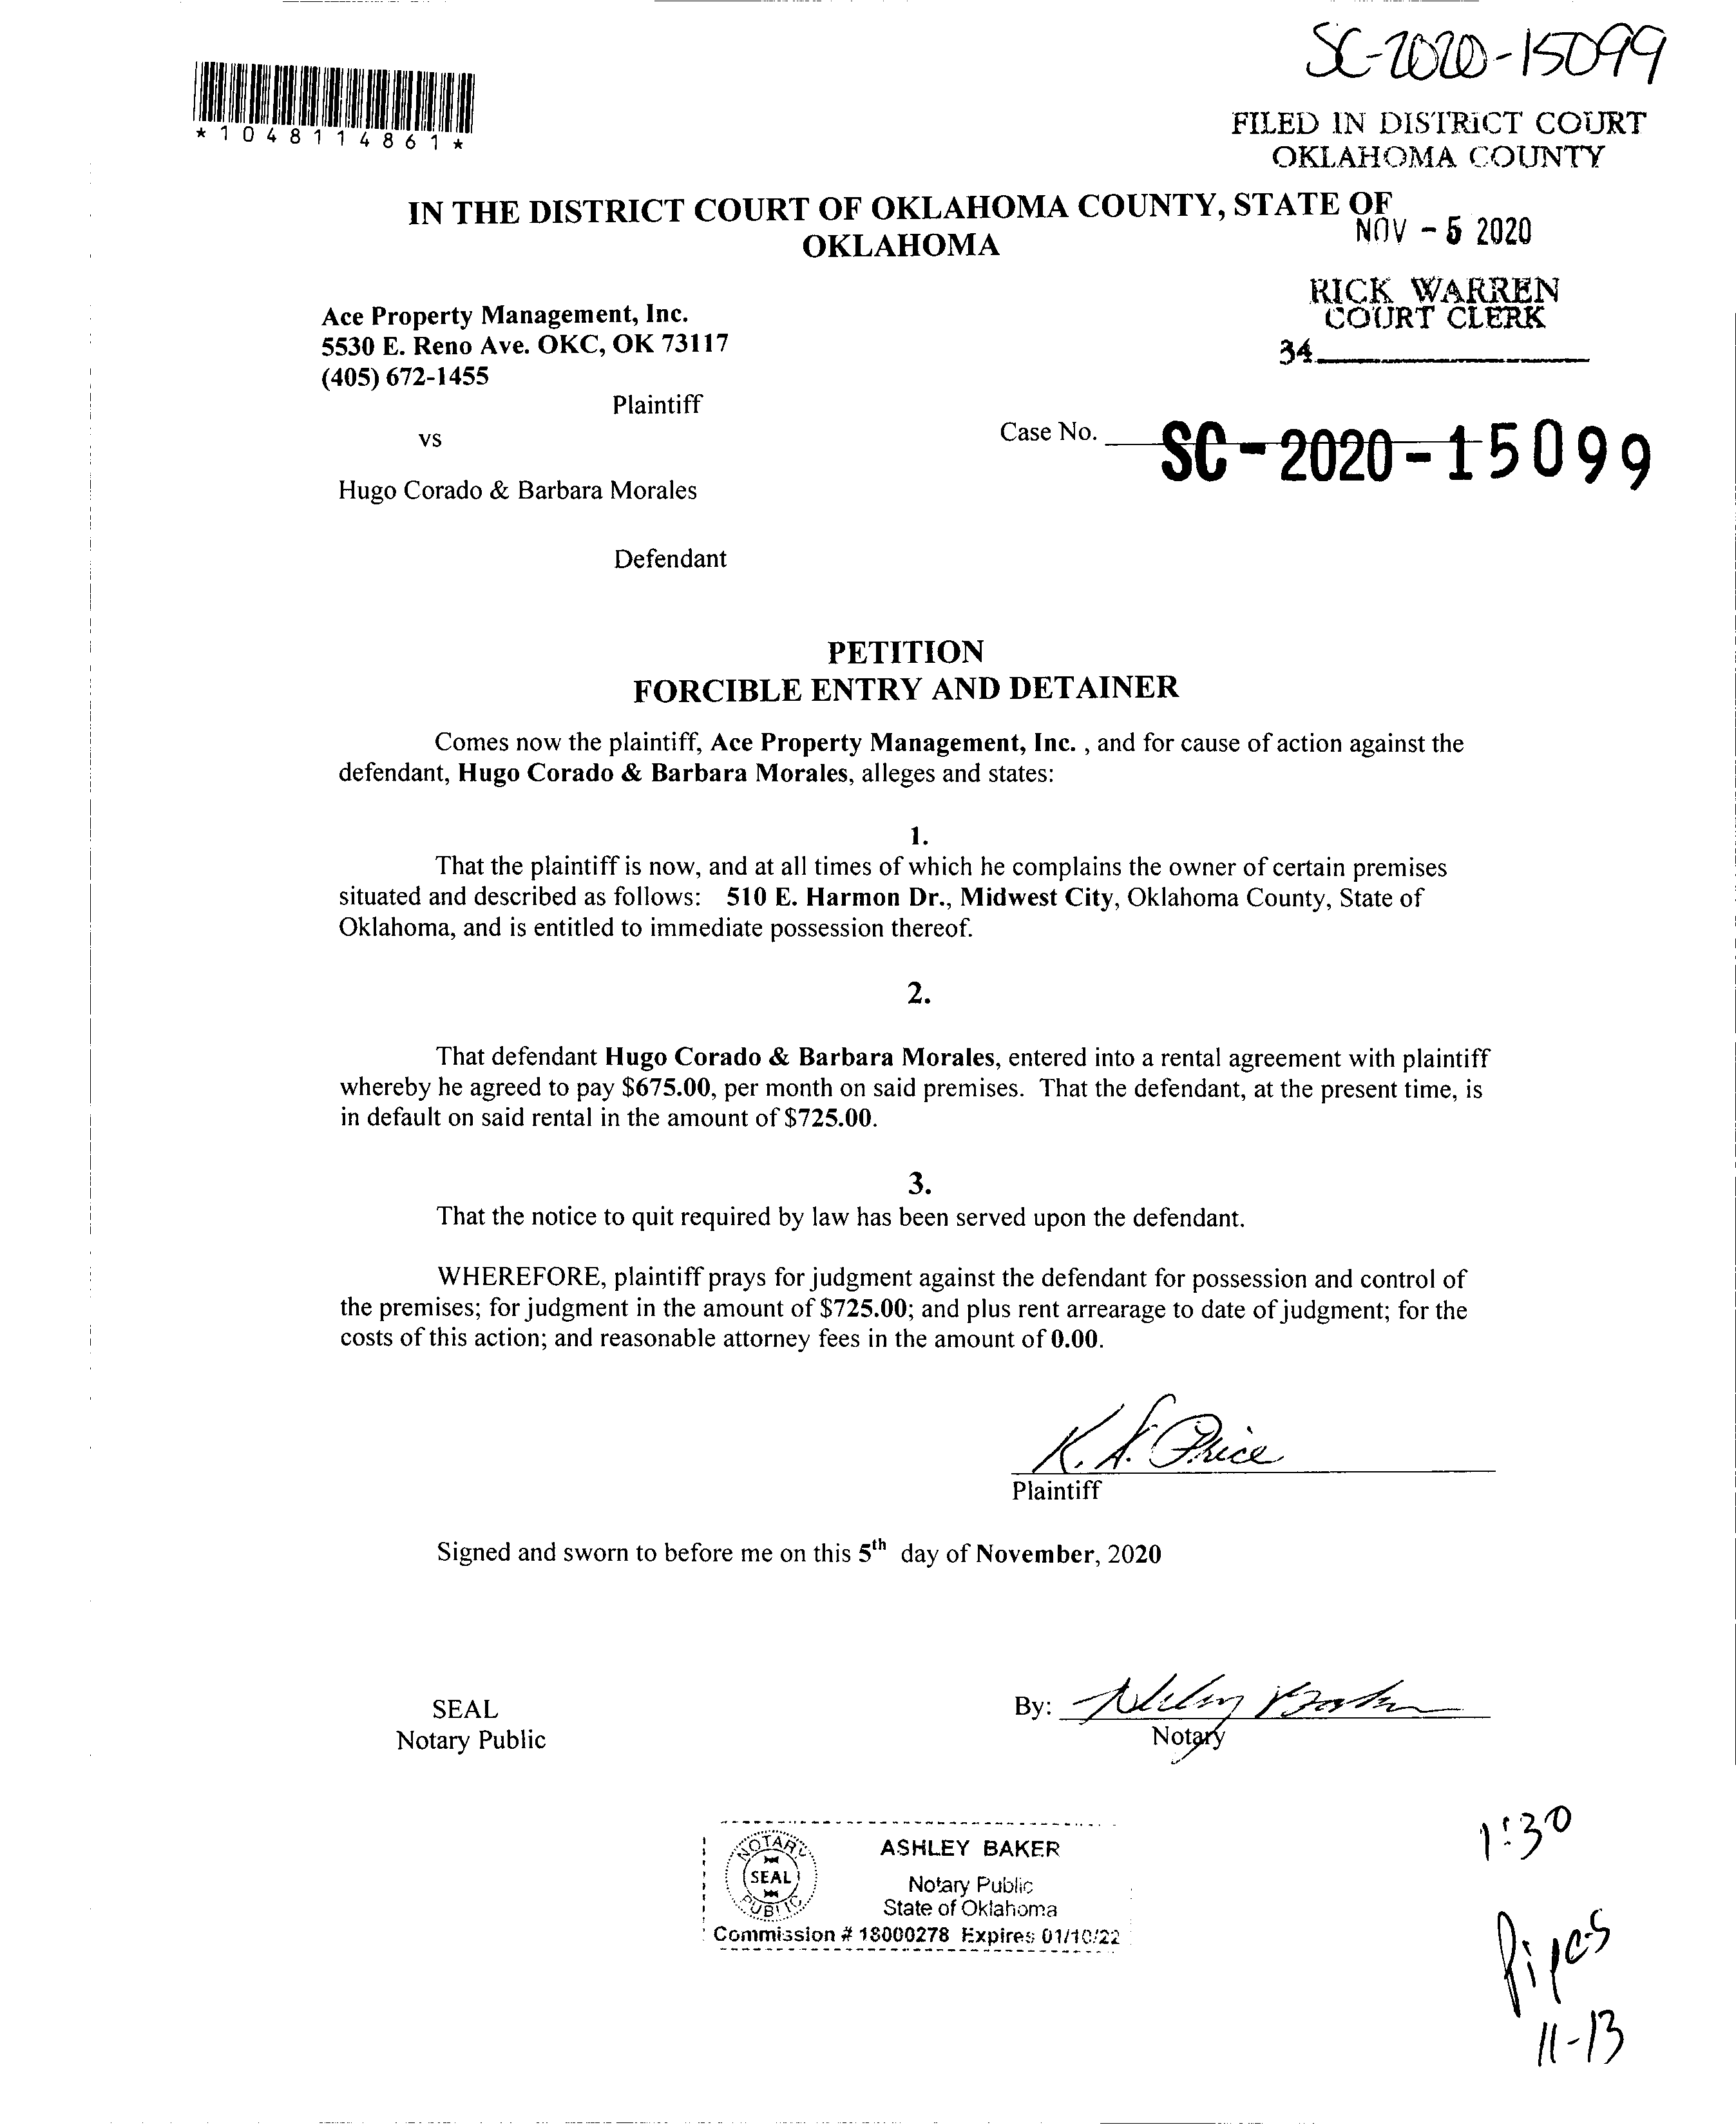 SC-2020-15099
*1048114861*
FILED IN DISTRICT COURT
OKLAHOMA COUNTY
IN THE DISTRICT COURT OF OKLAHOMA COUNTY, STATE OF
OKLAHOMA
NOV - 5 2020
RICK WARREN
COURT CLERK
34
Ace Property Management, Inc.
5530 E. Reno Ave. OKC, OK 73117
(405) 672-1455
Plaintiff
vs
Case No. SC-2020-15099
Hugo Corado & Barbara Morales
Defendant
PETITION
FORCIBLE ENTRY AND DETAINER
Comes now the plaintiff, Ace Property Management, Inc. , and for cause of action against the
defendant, Hugo Corado & Barbara Morales, alleges and states:
1.
That the plaintiff is now, and at all times of which he complains the owner of certain premises
situated and described as follows: 510 E. Harmon Dr., Midwest City, Oklahoma County, State of
Oklahoma, and is entitled to immediate possession thereof.
2.
That defendant Hugo Corado & Barbara Morales, entered into a rental agreement with plaintiff
whereby he agreed to pay $675.00, per month on said premises. That the defendant, at the present time, is
in default on said rental in the amount of $725.00.
3.
That the notice to quit required by law has been served upon the defendant.
WHEREFORE, plaintiff prays for judgment against the defendant for possession and control of
the premises; for judgment in the amount of $725.00; and plus rent arrearage to date of judgment; for the
costs of this action; and reasonable attorney fees in the amount of 0.00.
K. A. Price
Plaintiff
Signed and sworn to before me on this 5th day of November, 2020
SEAL
Notary Public
By: Ashley Baker
Notary
NOTARY
SEAL
PUBLIC
ASHLEY BAKER
Notary Public
State of Oklahoma
Commission # 18000278 Expires 01/10/22
1:30
Pipes
11-13